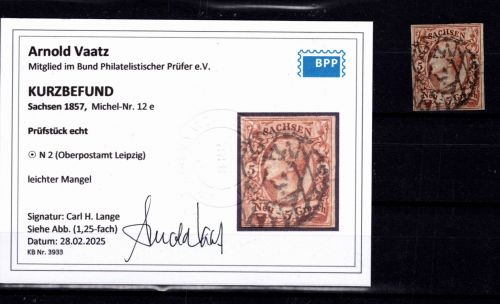 Arnold Vaatz
Mitglied im Bund Philatelistischer Prüfer e.V.
BPP
KURZBEFUND
Sachsen 1857, Michel-Nr. 12 e
Prüfstück echt
⊙ N 2 (Oberpostamt Leipzig)
leichter Mangel
Signatur: Carl H. Lange
Siehe Abb. (1,25-fach)
Datum: 28.02.2025
KB Nr. 3933
Arnold Vaatz
SACHSEN
SACHSEN